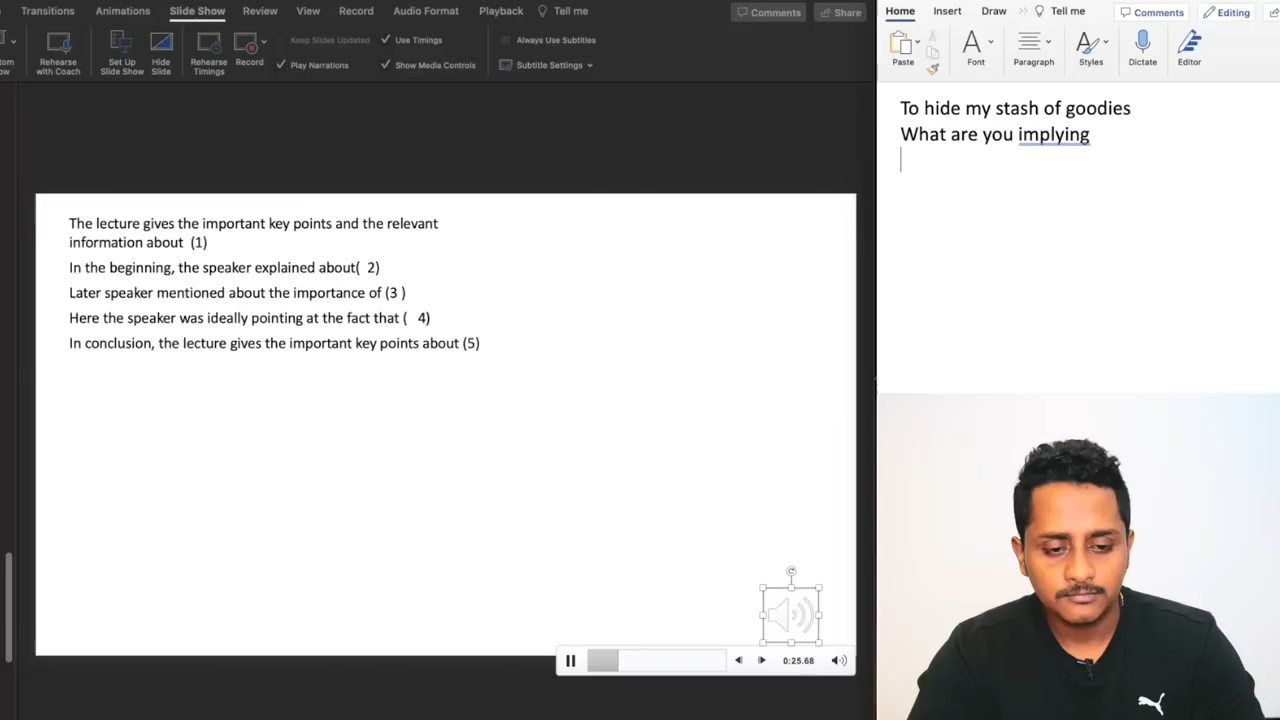 Transitions Animations Slide Show Review View Record Audio Format Playback Tell me Comments Share
Rehearse with Coach
Set Up Slide Show
Hide Slide
Rehearse Timings
Record
Keep Slides Updated
Use Timings
Always Use Subtitles
Play Narrations
Show Media Controls
Subtitle Settings
The lecture gives the important key points and the relevant
information about (1)
In the beginning, the speaker explained about( 2)
Later speaker mentioned about the importance of (3 )
Here the speaker was ideally pointing at the fact that ( 4)
In conclusion, the lecture gives the important key points about (5)
0:25.68
Home Insert Draw Tell me Comments Editing
Paste Font Paragraph Styles Dictate Editor
To hide my stash of goodies
What are you implying